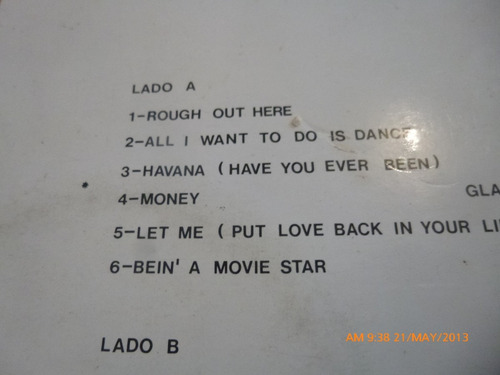 LADO A
1-ROUGH OUT HERE
2-ALL I WANT TO DO IS DANCE
3-HAVANA (HAVE YOU EVER BEEN)
4-MONEY
GLA
5-LET ME (PUT LOVE BACK IN YOUR LI
6-BEIN' A MOVIE STAR
LADO B
AM 9:38.21/MAY/2013